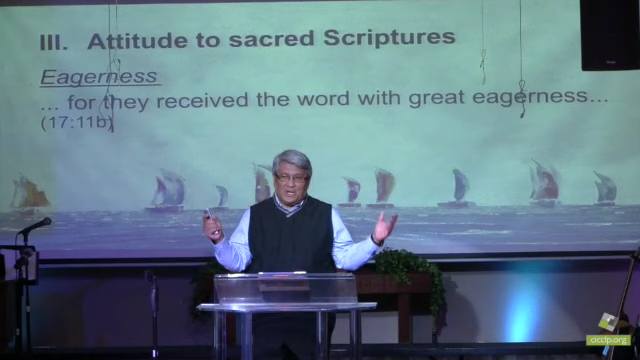 III. Attitude to sacred Scriptures
Eagerness
... for they received the word with great eagerness...
(17:11b)
cicclp.org